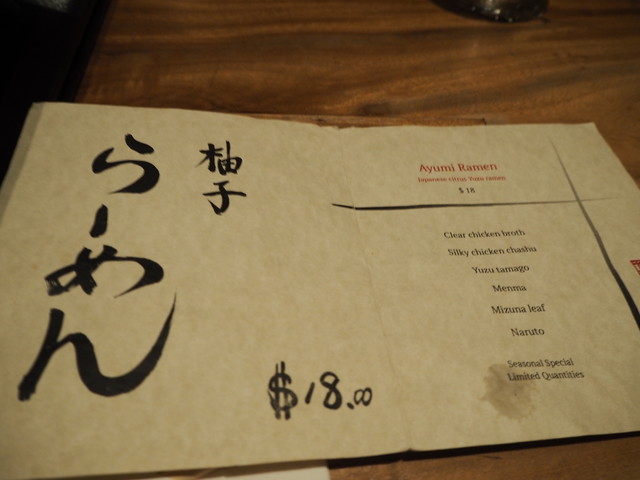 柚子
らーめん
$18.00
Ayumi Ramen
Japanese citrus Yuzu ramen
$ 18
Clear chicken broth
Silky chicken chashu
Yuzu tamago
Menma
Mizuna leaf
Naruto
Seasonal Special
Limited Quantities